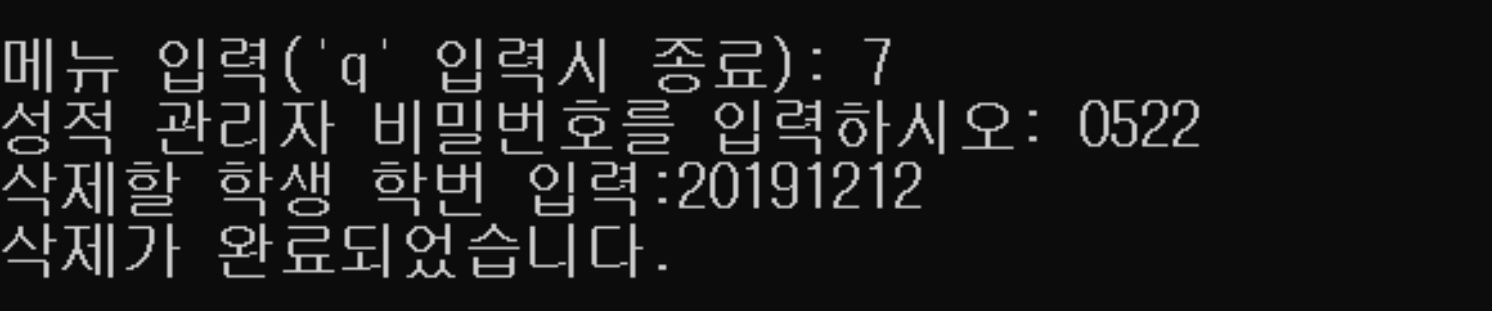 메뉴 입력('q' 입력시 종료): 7
성적 관리자 비밀번호를 입력하시오: 0522
삭제할 학생 학번 입력:20191212
삭제가 완료되었습니다.